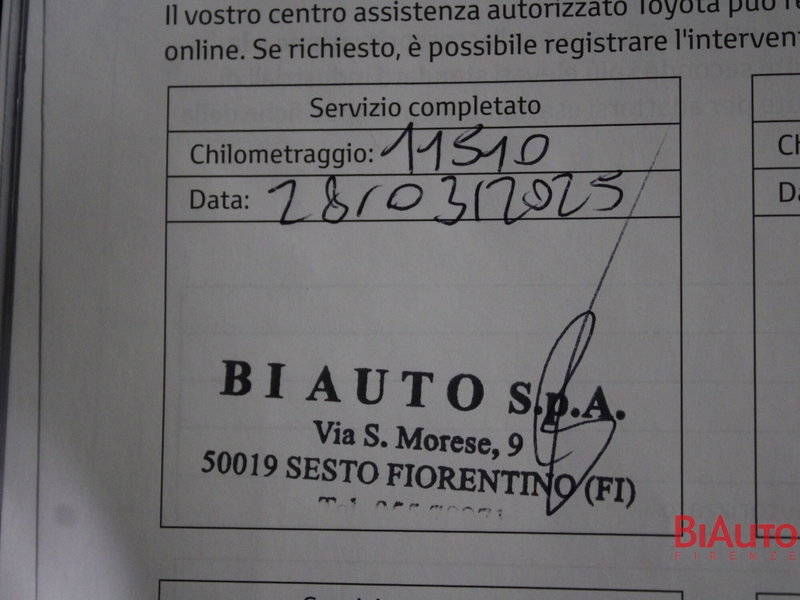 Il vostro centro assistenza autorizzato Toyota può
online. Se richiesto, è possibile registrare l'interven
Servizio completato
Chilometraggio: 11510
Data: 28/03/2025
BI AUTO S.p.A.
Via S. Morese, 9
50019 SESTO FIORENTINO (FI)
BIAUTO
FIRENZE